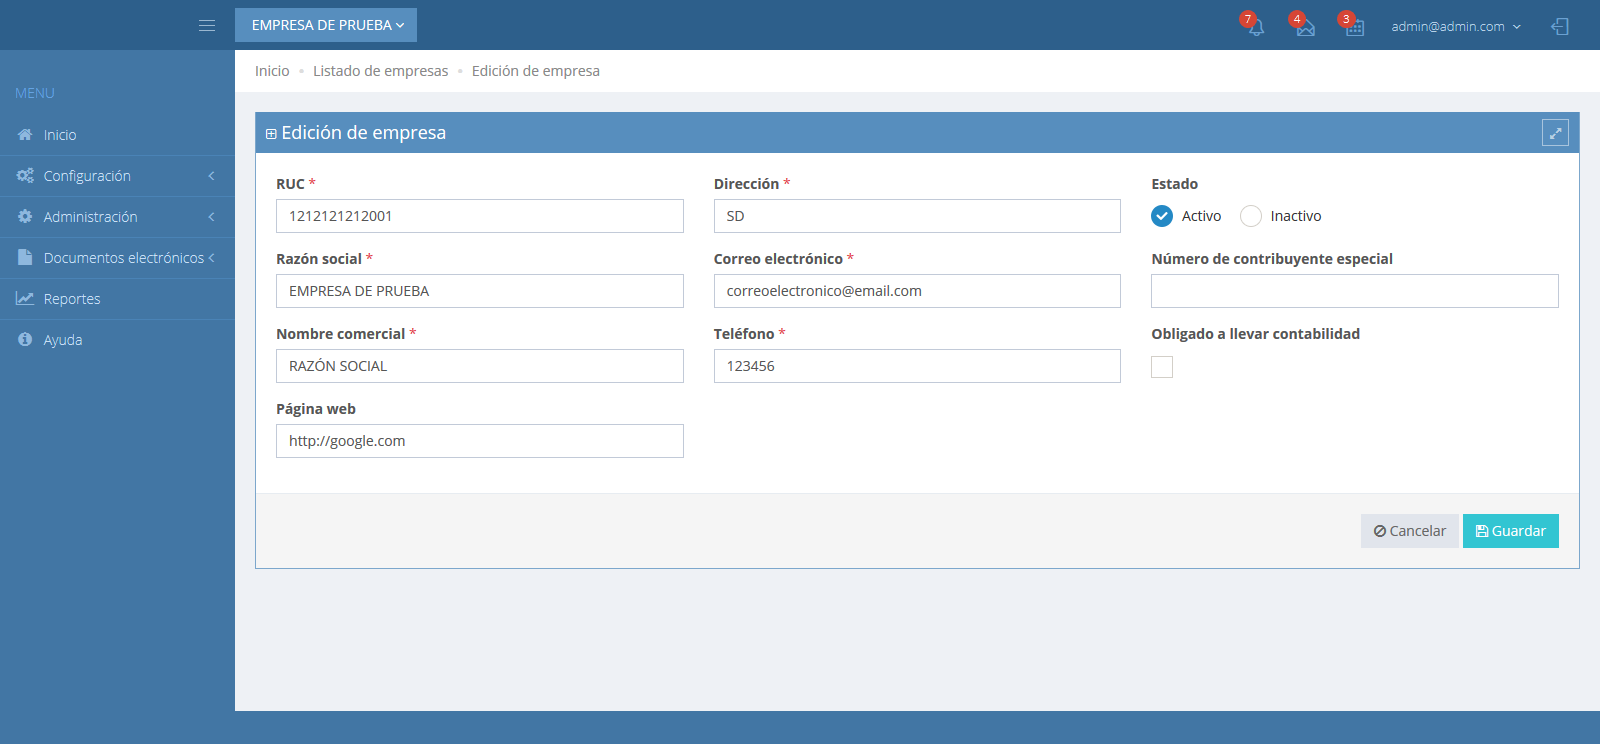 EMPRESA DE PRUEBA
7
4
3
admin@admin.com
MENU
Inicio
Configuración
Administración
Documentos electrónicos
Reportes
Ayuda
Inicio • Listado de empresas • Edición de empresa
Edición de empresa
RUC *
1212121212001
Razón social *
EMPRESA DE PRUEBA
Nombre comercial *
RAZÓN SOCIAL
Página web
http://google.com
Dirección *
SD
Correo electrónico *
correoelectronico@email.com
Teléfono *
123456
Estado
Activo Inactivo
Número de contribuyente especial
Obligado a llevar contabilidad
Cancelar Guardar